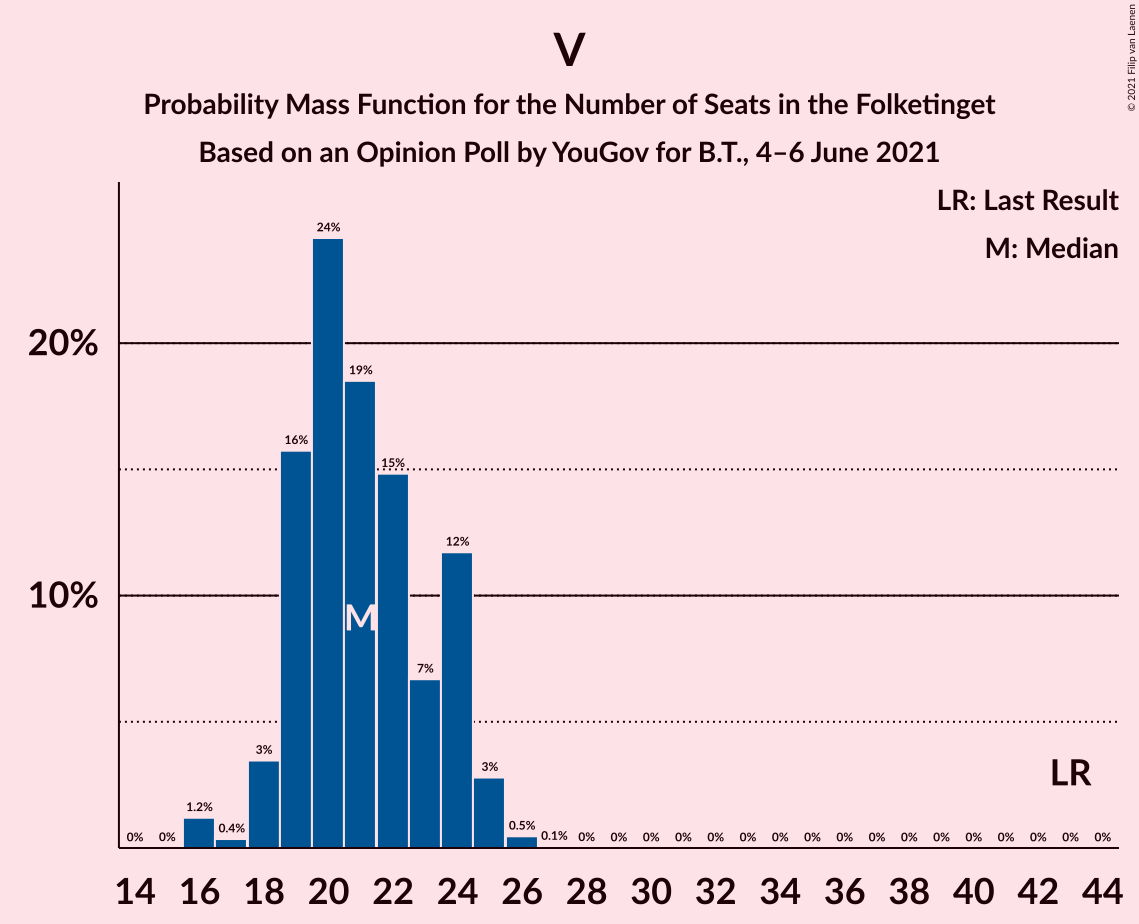 V
Probability Mass Function for the Number of Seats in the Folketinget
Based on an Opinion Poll by YouGov for B.T., 4–6 June 2021
© 2021 Filip van Laenen
LR: Last Result
M: Median
20%
10%
0% 0% 1.2% 0.4% 3% 16% 24% 19% 15% 7% 12% 3% 0.5% 0.1% 0% 0% 0% 0% 0% 0% 0% 0% 0% 0% 0% 0% 0% 0% 0% 0% 0%
M
LR
14 16 18 20 22 24 26 28 30 32 34 36 38 40 42 44